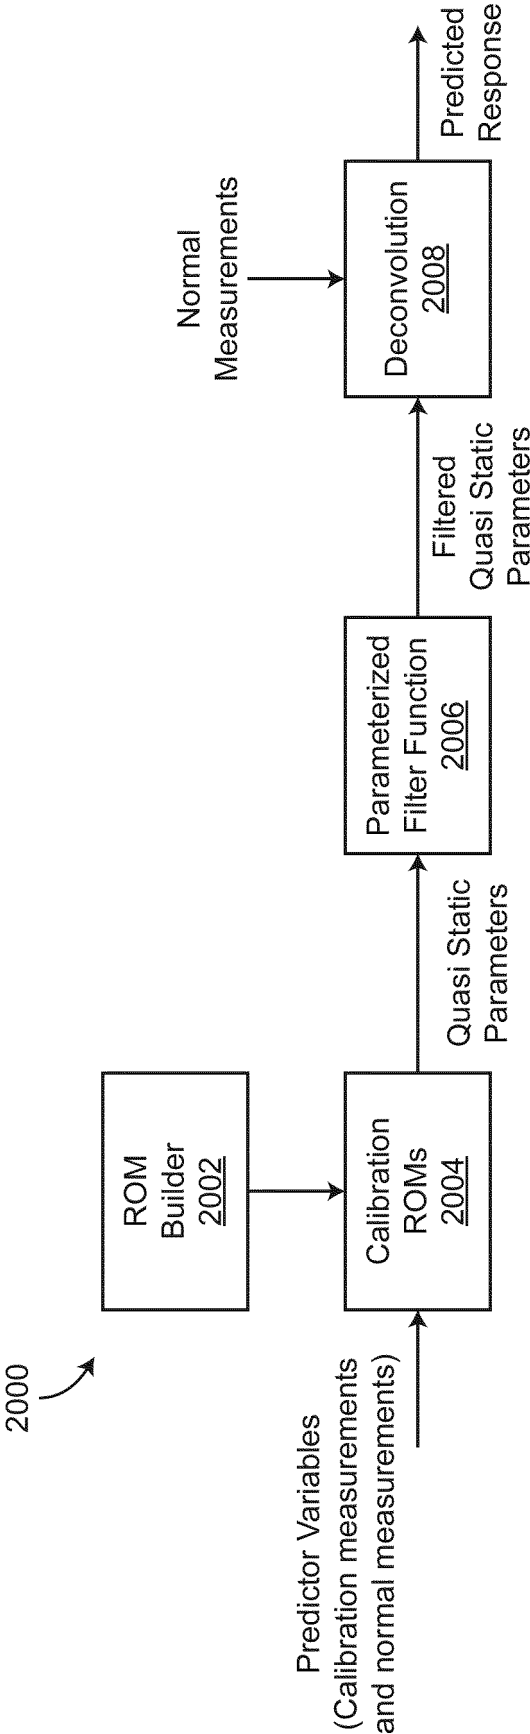 2000
ROM
Builder
2002
Predictor Variables
(Calibration measurements
and normal measurements)
Calibration
ROMs
2004
Quasi Static
Parameters
Parameterized
Filter Function
2006
Filtered
Quasi Static
Parameters
Normal
Measurements
Deconvolution
2008
Predicted
Response